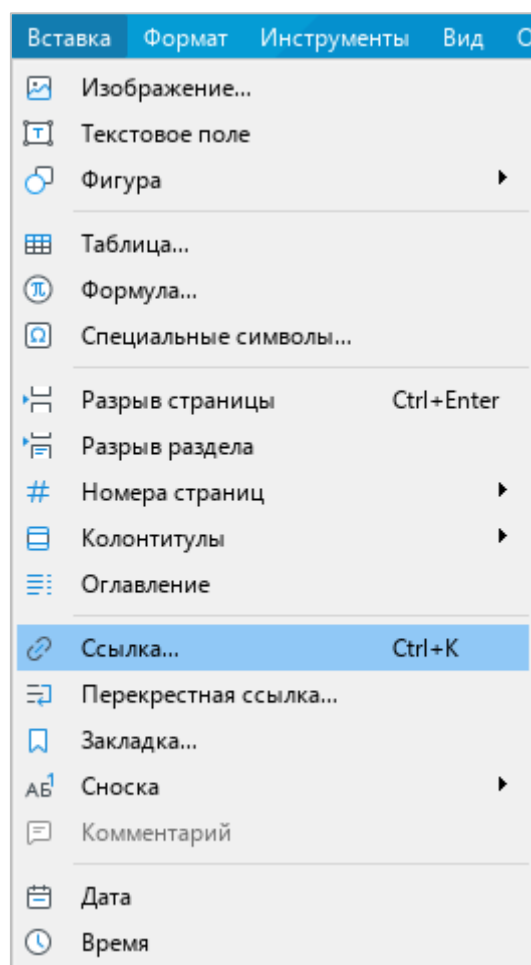 Вставка Формат Инструменты Вид
Изображение...
Текстовое поле
Фигура
Таблица...
Формула...
Специальные символы...
Разрыв страницы Ctrl+Enter
Разрыв раздела
Номера страниц
Колонтитулы
Оглавление
Ссылка... Ctrl+K
Перекрестная ссылка...
Закладка...
Сноска
Комментарий
Дата
Время